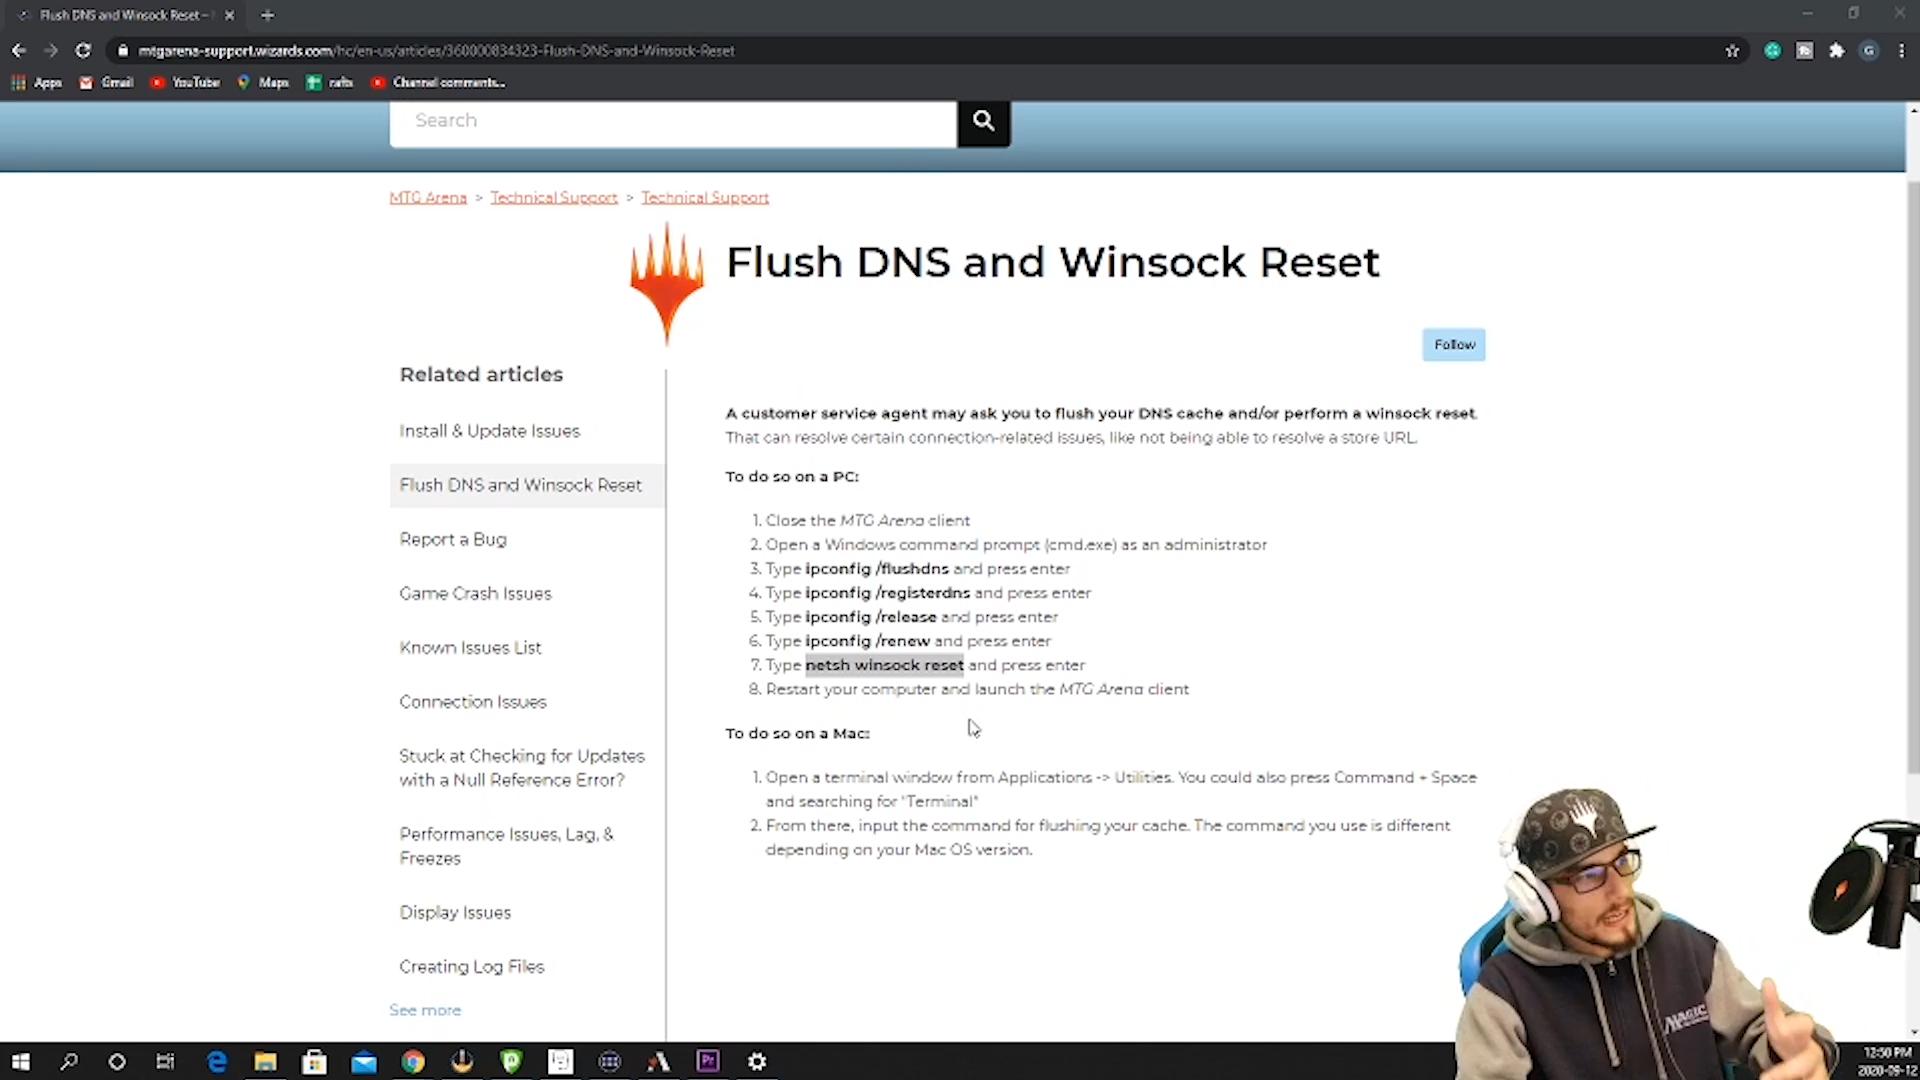 Flush DNS and Winsock Reset –
mtgarena-support.wizards.com/hc/en-us/articles/360000834323-Flush-DNS-and-Winsock-Reset
G
Apps Gmail YouTube Maps rafts Channel comments...
Search
MTG Arena > Technical Support > Technical Support
Flush DNS and Winsock Reset
Follow
Related articles
Install & Update Issues
Flush DNS and Winsock Reset
Report a Bug
Game Crash Issues
Known Issues List
Connection Issues
Stuck at Checking for Updates
with a Null Reference Error?
Performance Issues, Lag, &
Freezes
Display Issues
Creating Log Files
See more
A customer service agent may ask you to flush your DNS cache and/or perform a winsock reset.
That can resolve certain connection-related issues, like not being able to resolve a store URL.
To do so on a PC:
1. Close the MTG Arena client
2. Open a Windows command prompt (cmd.exe) as an administrator
3. Type ipconfig /flushdns and press enter
4. Type ipconfig /registerdns and press enter
5. Type ipconfig /release and press enter
6. Type ipconfig /renew and press enter
7. Type netsh winsock reset and press enter
8. Restart your computer and launch the MTG Arena client
To do so on a Mac:
1. Open a terminal window from Applications -> Utilities. You could also press Command + Space
and searching for "Terminal"
2. From there, input the command for flushing your cache. The command you use is different
depending on your Mac OS version.
MAGIC
Pr
12:50 PM
2020-09-12